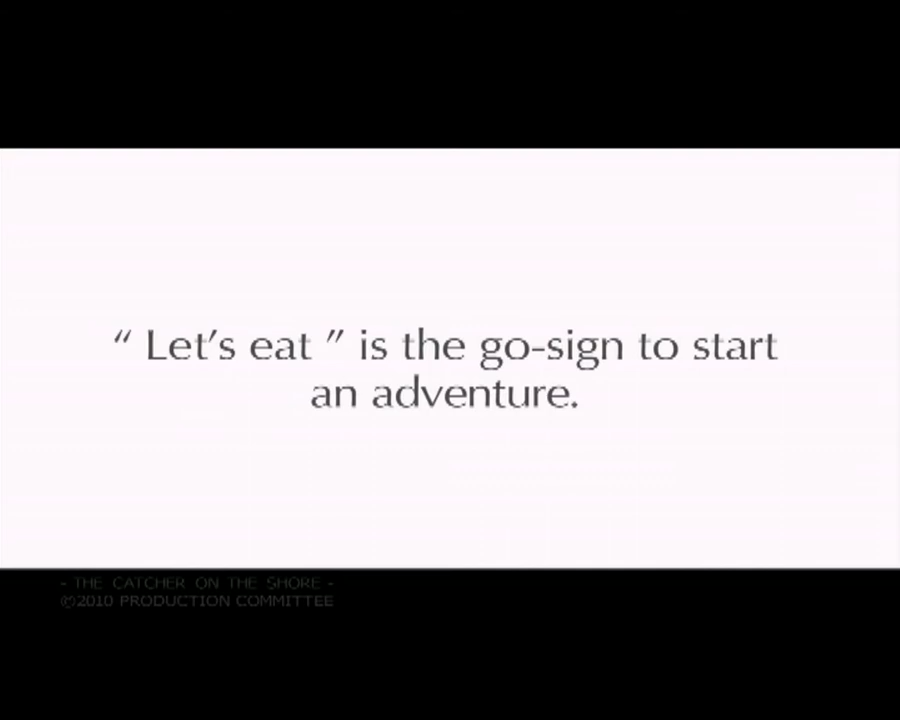 “ Let’s eat ” is the go-sign to start
an adventure.
- THE CATCHER ON THE SHORE -
©2010 PRODUCTION COMMITTEE